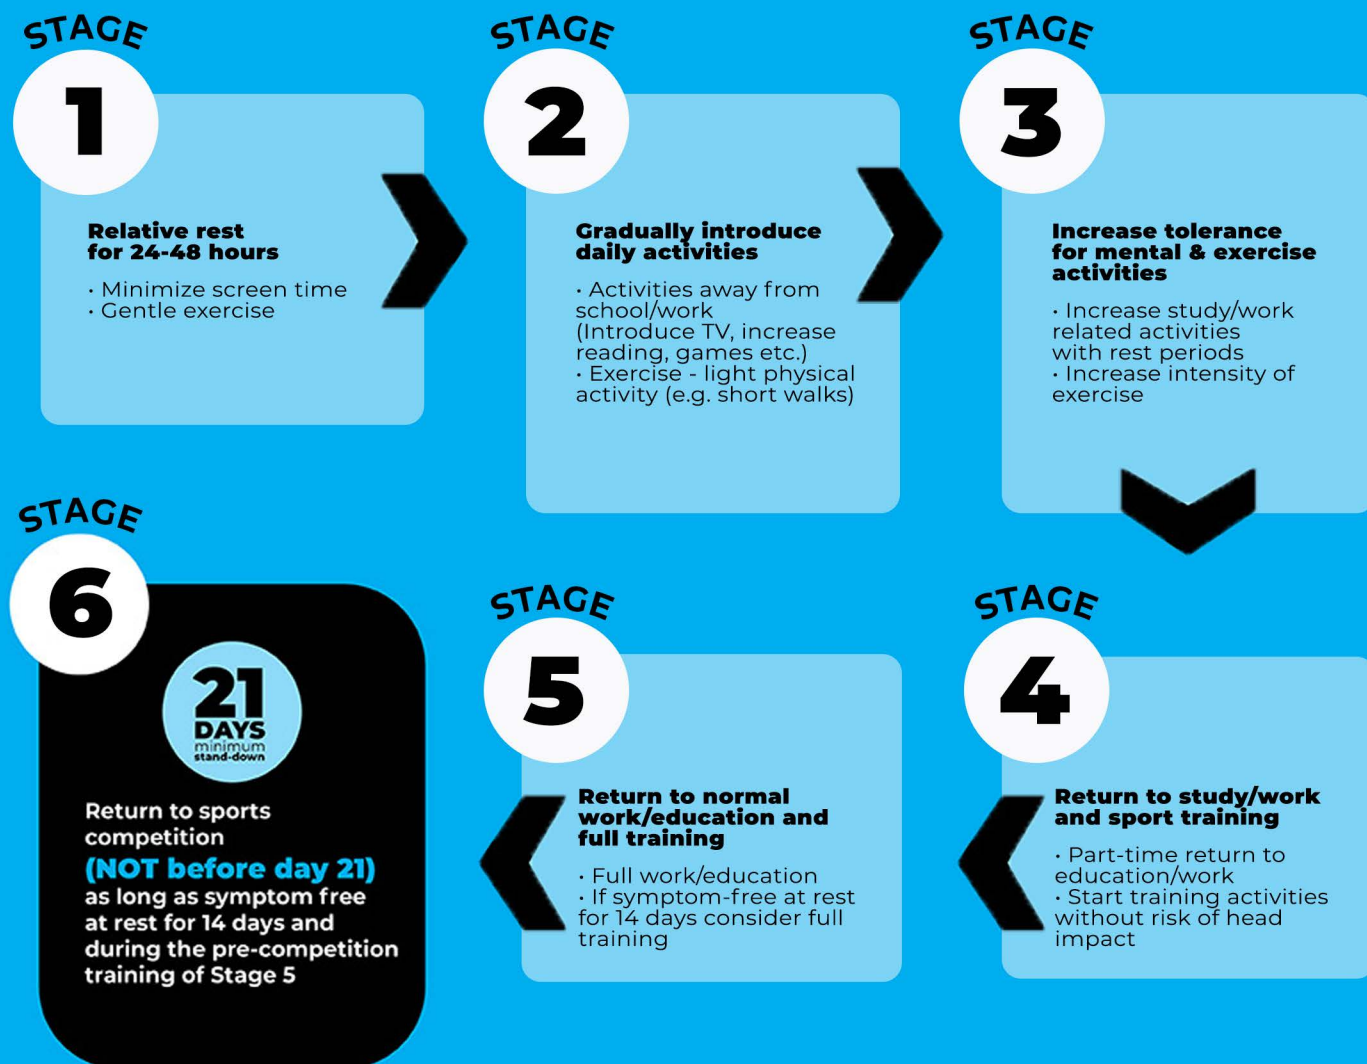 STAGE
1
Relative rest
for 24-48 hours
· Minimize screen time
· Gentle exercise
STAGE
2
Gradually introduce
daily activities
· Activities away from
school/work
(Introduce TV, increase
reading, games etc.)
· Exercise - light physical
activity (e.g. short walks)
STAGE
3
Increase tolerance
for mental & exercise
activities
· Increase study/work
related activities
with rest periods
· Increase intensity of
exercise
STAGE
4
Return to study/work
and sport training
· Part-time return to
education/work
· Start training activities
without risk of head
impact
STAGE
5
Return to normal
work/education and
full training
· Full work/education
· If symptom-free at rest
for 14 days consider full
training
STAGE
6
21
DAYS
minimum
stand-down
Return to sports
competition
(NOT before day 21)
as long as symptom free
at rest for 14 days and
during the pre-competition
training of Stage 5